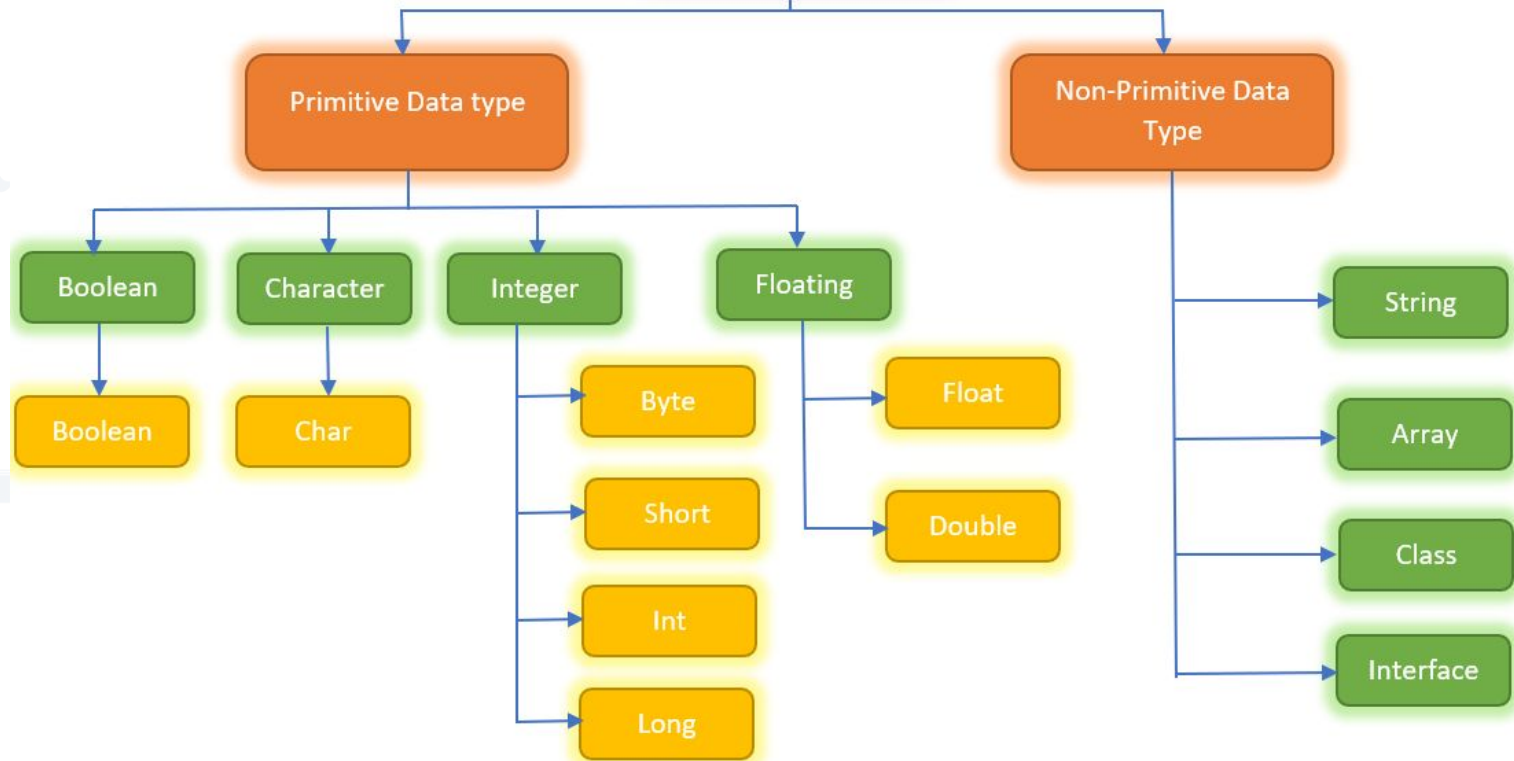 Primitive Data type
Non-Primitive Data
Type
Boolean
Character
Integer
Floating
String
Boolean
Char
Byte
Float
Array
Short
Double
Class
Int
Interface
Long